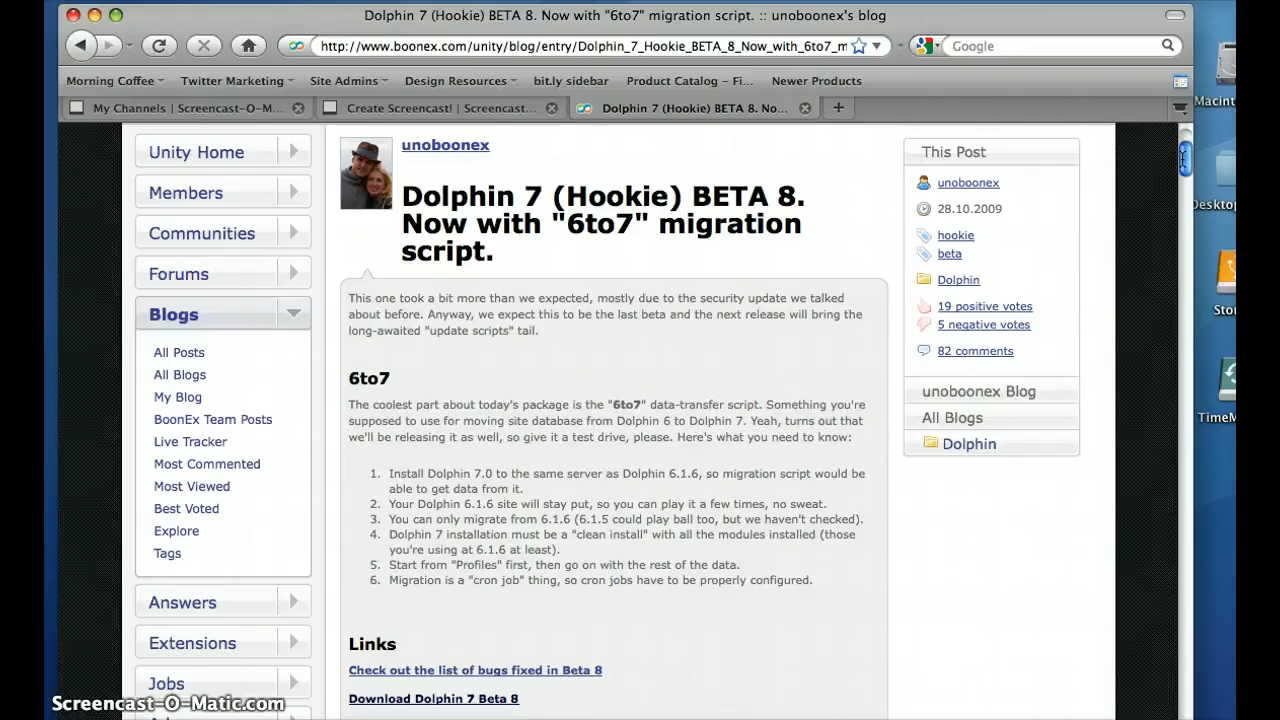 Dolphin 7 (Hookie) BETA 8. Now with "6to7" migration script. :: unoboonex's blog
http://www.boonex.com/unity/blog/entry/Dolphin_7_Hookie_BETA_8_Now_with_6to7_m
Google
Morning Coffee
Twitter Marketing
Site Admins
Design Resources
bit.ly sidebar
Product Catalog – Fi...
Newer Products
My Channels | Screencast-O-M...
Create Screencast! | Screencast...
Dolphin 7 (Hookie) BETA 8. No...
Macint
Deskto
Sto
TimeM
Unity Home
Members
Communities
Forums
Blogs
All Posts
All Blogs
My Blog
BoonEx Team Posts
Live Tracker
Most Commented
Most Viewed
Best Voted
Explore
Tags
Answers
Extensions
Jobs
unoboonex
Dolphin 7 (Hookie) BETA 8.
Now with "6to7" migration
script.
This one took a bit more than we expected, mostly due to the security update we talked
about before. Anyway, we expect this to be the last beta and the next release will bring the
long-awaited "update scripts" tail.
6to7
The coolest part about today's package is the "6to7" data-transfer script. Something you're
supposed to use for moving site database from Dolphin 6 to Dolphin 7. Yeah, turns out that
we'll be releasing it as well, so give it a test drive, please. Here's what you need to know:
1. Install Dolphin 7.0 to the same server as Dolphin 6.1.6, so migration script would be
able to get data from it.
2. Your Dolphin 6.1.6 site will stay put, so you can play it a few times, no sweat.
3. You can only migrate from 6.1.6 (6.1.5 could play ball too, but we haven't checked).
4. Dolphin 7 installation must be a "clean install" with all the modules installed (those
you're using at 6.1.6 at least).
5. Start from "Profiles" first, then go on with the rest of the data.
6. Migration is a "cron job" thing, so cron jobs have to be properly configured.
Links
Check out the list of bugs fixed in Beta 8
Download Dolphin 7 Beta 8
This Post
unoboonex
28.10.2009
hookie
beta
Dolphin
19 positive votes
5 negative votes
82 comments
unoboonex Blog
All Blogs
Dolphin
Screencast-O-Matic.com